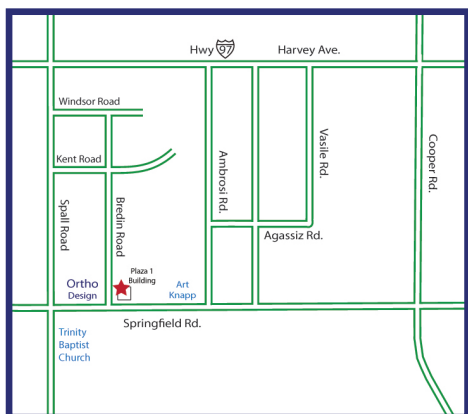 Hwy 97 Harvey Ave.
Windsor Road
Kent Road
Spall Road
Bredin Road
Ambrosi Rd.
Vasile Rd.
Cooper Rd.
Agassiz Rd.
Plaza 1
Building
Ortho
Design
Art
Knapp
Springfield Rd.
Trinity
Baptist
Church